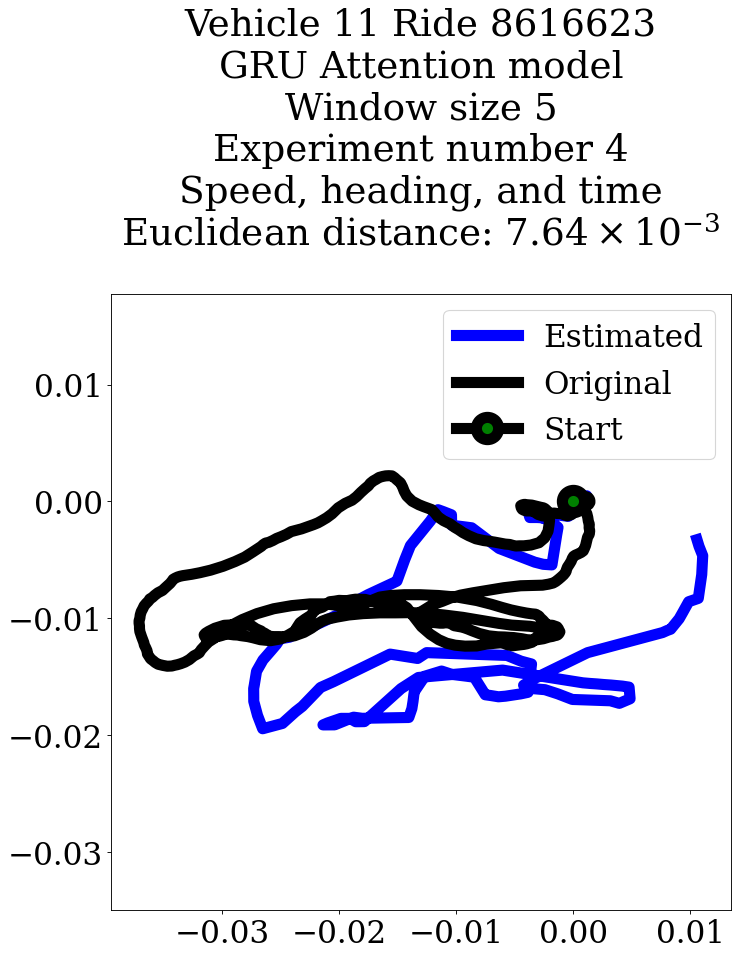 Vehicle 11 Ride 8616623
GRU Attention model
Window size 5
Experiment number 4
Speed, heading, and time
Euclidean distance: 7.64 × 10⁻³
Estimated
Original
Start
0.01
0.00
−0.01
−0.02
−0.03
−0.03 −0.02 −0.01 0.00 0.01